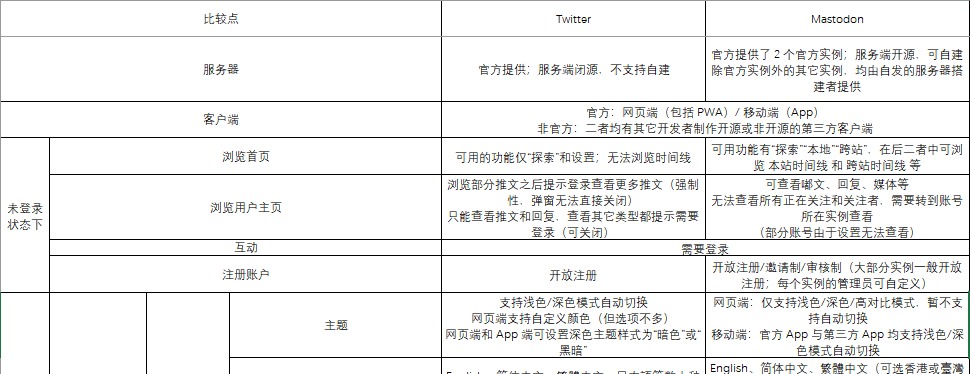 比较点
Twitter
Mastodon
服务器
官方提供；服务端闭源，不支持自建
官方提供了 2 个官方实例；服务端开源，可自建
除官方实例外的其它实例，均由自发的服务器搭
建者提供
客户端
官方：网页端（包括 PWA）/ 移动端（App）
非官方：二者均有其它开发者制作开源或非开源的第三方客户端
未登录
状态下
浏览首页
可用的功能仅“探索”和设置；无法浏览时间线
可用功能有“探索”“本地”“跨站”，在后二者中可浏
览 本站时间线 和 跨站时间线 等
浏览用户主页
浏览部分推文之后提示登录查看更多推文（强制
性，弹窗无法直接关闭）
只能查看推文和回复，查看其它类型都提示需要
登录（可关闭）
可查看嘟文、回复、媒体等
无法查看所有正在关注和关注者，需要转到账号
所在实例查看
（部分账号由于设置无法查看）
互动
需要登录
注册账户
开放注册
开放注册/邀请制/审核制（大部分实例一般开放
注册；每个实例的管理员可自定义）
主题
支持浅色/深色模式自动切换
网页端支持自定义颜色（但选项不多）
网页端和 App 端可设置深色主题样式为“暗色”或“
黑暗”
网页端：仅支持浅色/深色/高对比模式，暂不支
持自动切换
移动端：官方 App 与第三方 App 均支持浅色/深
色模式自动切换
English、简体中文、繁體中文（可选香港或臺灣